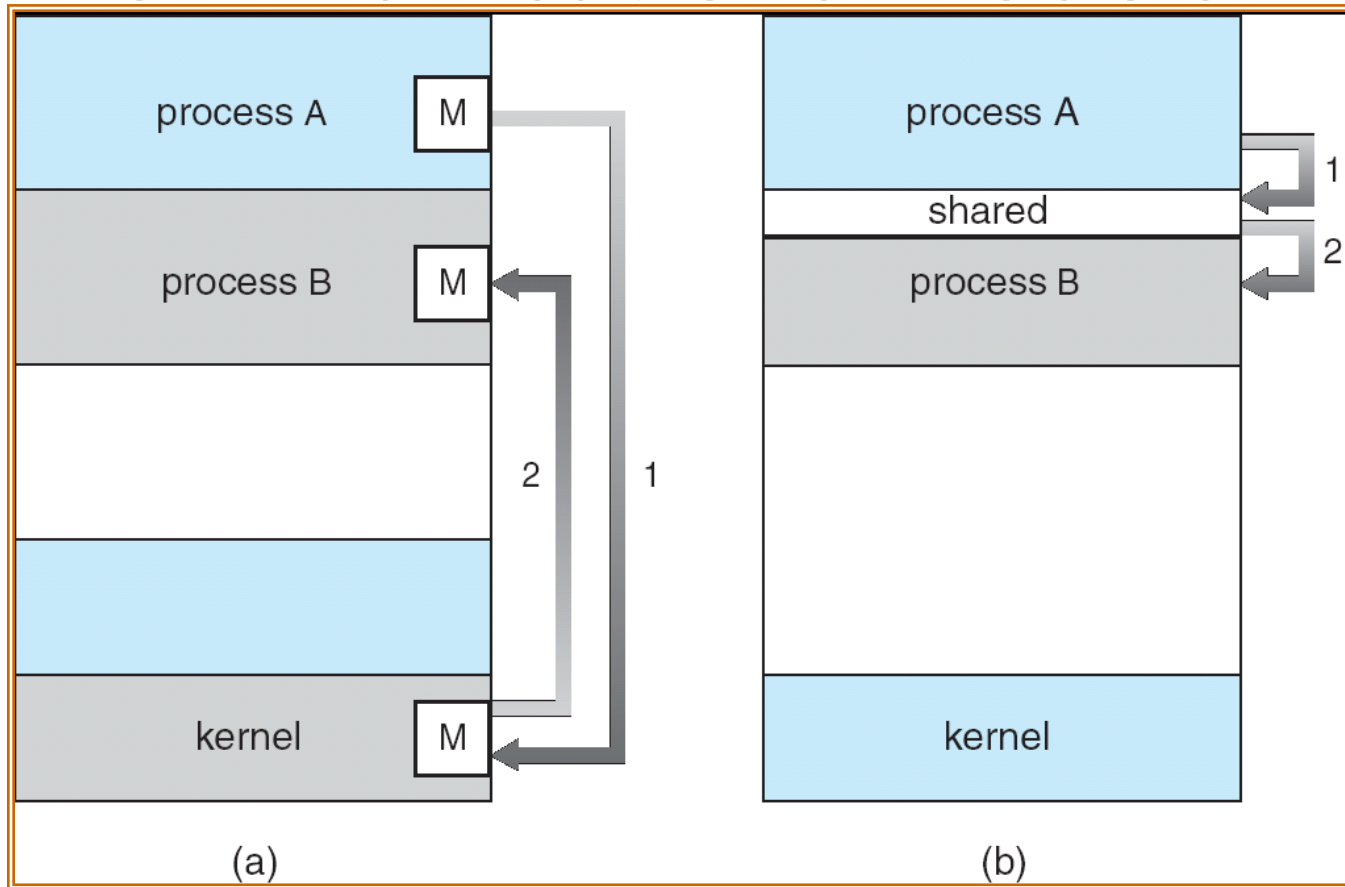 process A
M
process B
M
2
1
kernel
M
(a)
process A
1
shared
2
process B
kernel
(b)